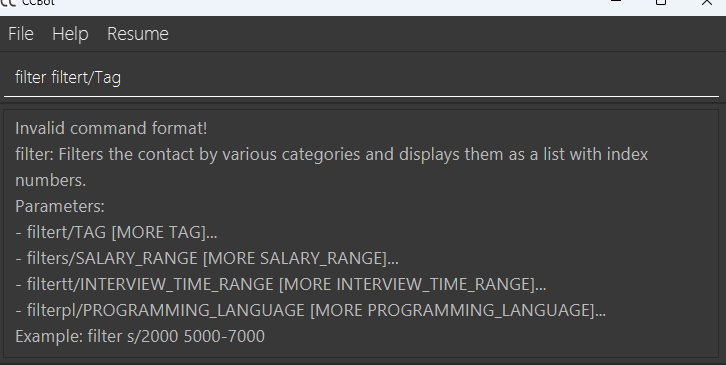 CCBot
File Help Resume
filter filtert/Tag
Invalid command format!
filter: Filters the contact by various categories and displays them as a list with index
numbers.
Parameters:
- filtert/TAG [MORE TAG]...
- filters/SALARY_RANGE [MORE SALARY_RANGE]...
- filtertt/INTERVIEW_TIME_RANGE [MORE INTERVIEW_TIME_RANGE]...
- filterpl/PROGRAMMING_LANGUAGE [MORE PROGRAMMING_LANGUAGE]...
Example: filter s/2000 5000-7000